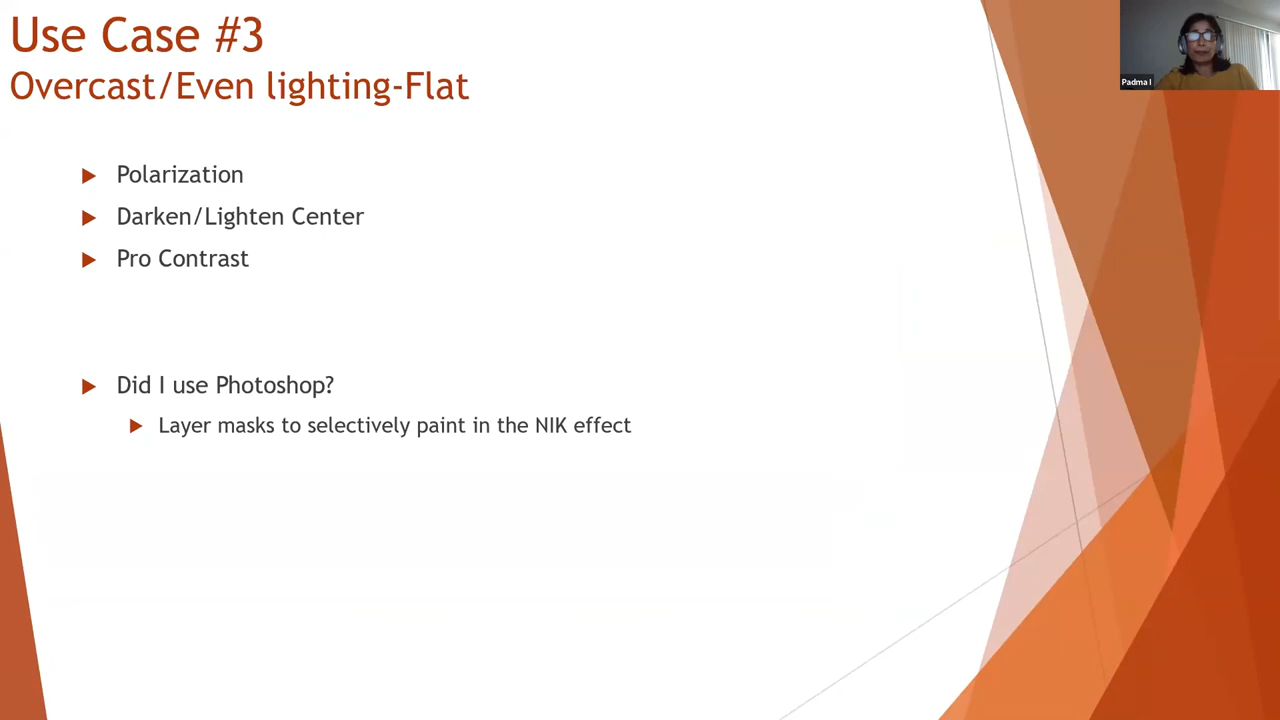 Use Case #3
Overcast/Even lighting-Flat
Polarization
Darken/Lighten Center
Pro Contrast
Did I use Photoshop?
Layer masks to selectively paint in the NIK effect
Padma I